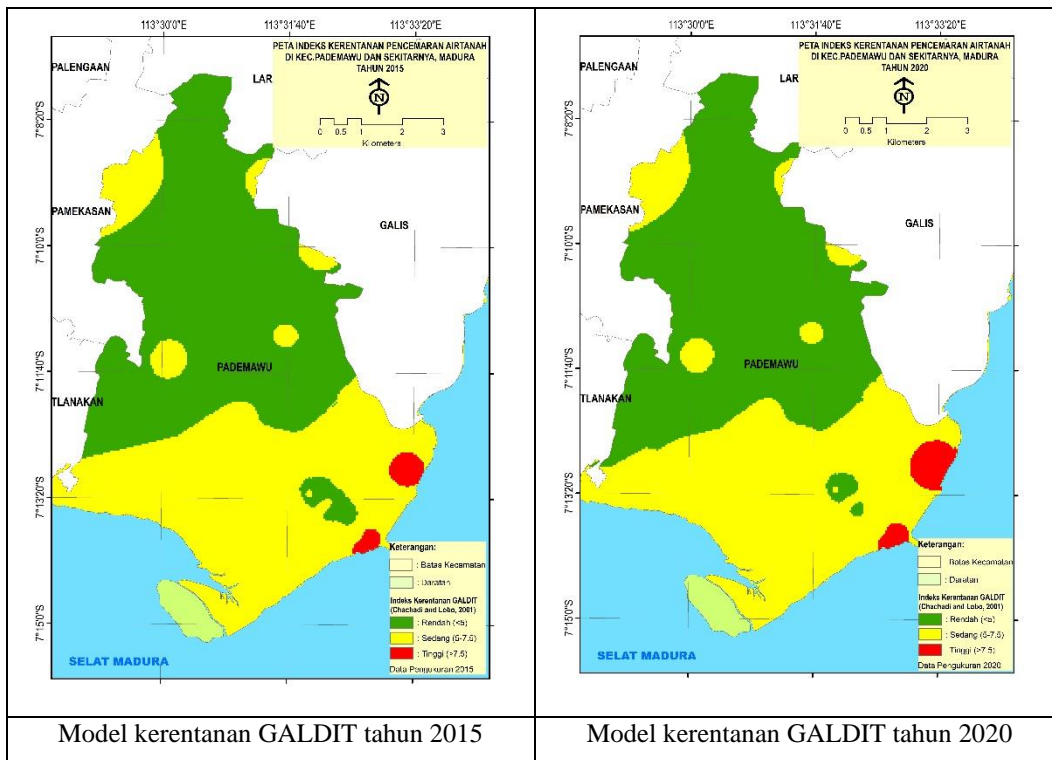 113°30'0"E 113°31'40"E 113°33'20"E
PETA INDEKS KERENTANAN PENCEMARAN AIRTANAH
DI KEC.PADEMAWU DAN SEKITARNYA, MADURA
TAHUN 2015
N
0 0.5 1 2 3
Kilometers
PALENGAAN
LAR
7°8'20"S
PAMEKASAN
GALIS
7°10'0"S
7°11'40"S
PADEMAWU
TLANAKAN
7°13'20"S
7°15'0"S
SELAT MADURA
Keterangan:
: Batas Kecamatan
: Daratan
Indeks Kerentanan GALDIT
(Chachadi and Lobo, 2001)
: Rendah (<5)
: Sedang (5-7.5)
: Tinggi (>7.5)
Data Pengukuran 2015
Model kerentanan GALDIT tahun 2015
113°30'0"E 113°31'40"E 113°33'20"E
PETA INDEKS KERENTANAN PENCEMARAN AIRTANAH
DI KEC.PADEMAWU DAN SEKITARNYA, MADURA
TAHUN 2020
N
0 0.5 1 2 3
Kilometers
PALENGAAN
LAR
7°8'20"S
PAMEKASAN
GALIS
7°10'0"S
7°11'40"S
PADEMAWU
TLANAKAN
7°13'20"S
7°15'0"S
SELAT MADURA
Keterangan:
: Batas Kecamatan
: Daratan
Indeks Kerentanan GALDIT
(Chachadi and Lobo, 2001)
: Rendah (<5)
: Sedang (5-7.5)
: Tinggi (>7.5)
Data Pengukuran 2020
Model kerentanan GALDIT tahun 2020